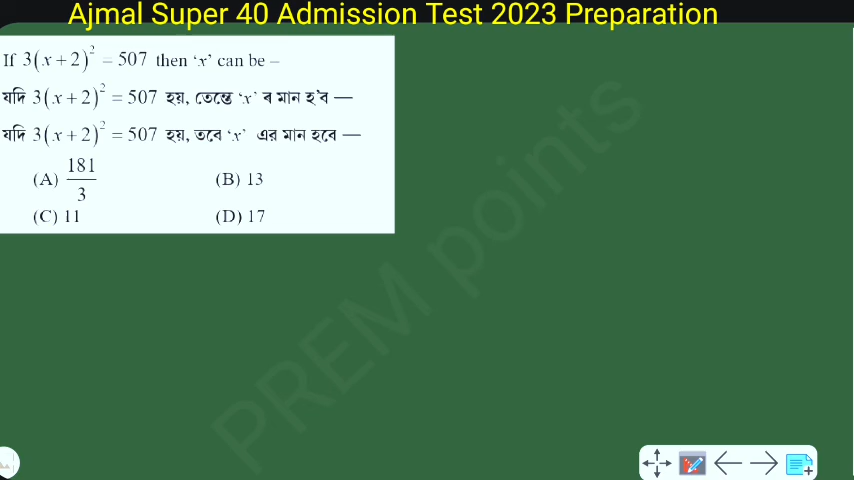 Ajmal Super 40 Admission Test 2023 Preparation
If 3(x + 2)² = 507 then ‘x’ can be –
যদি 3(x + 2)² = 507 হয়, তেন্তে ‘x’ ৰ মান হ’ব —
যদি 3(x + 2)² = 507 হয়, তবে ‘x’ এর মান হবে —
(A) 181/3 (B) 13
(C) 11 (D) 17
PREM points